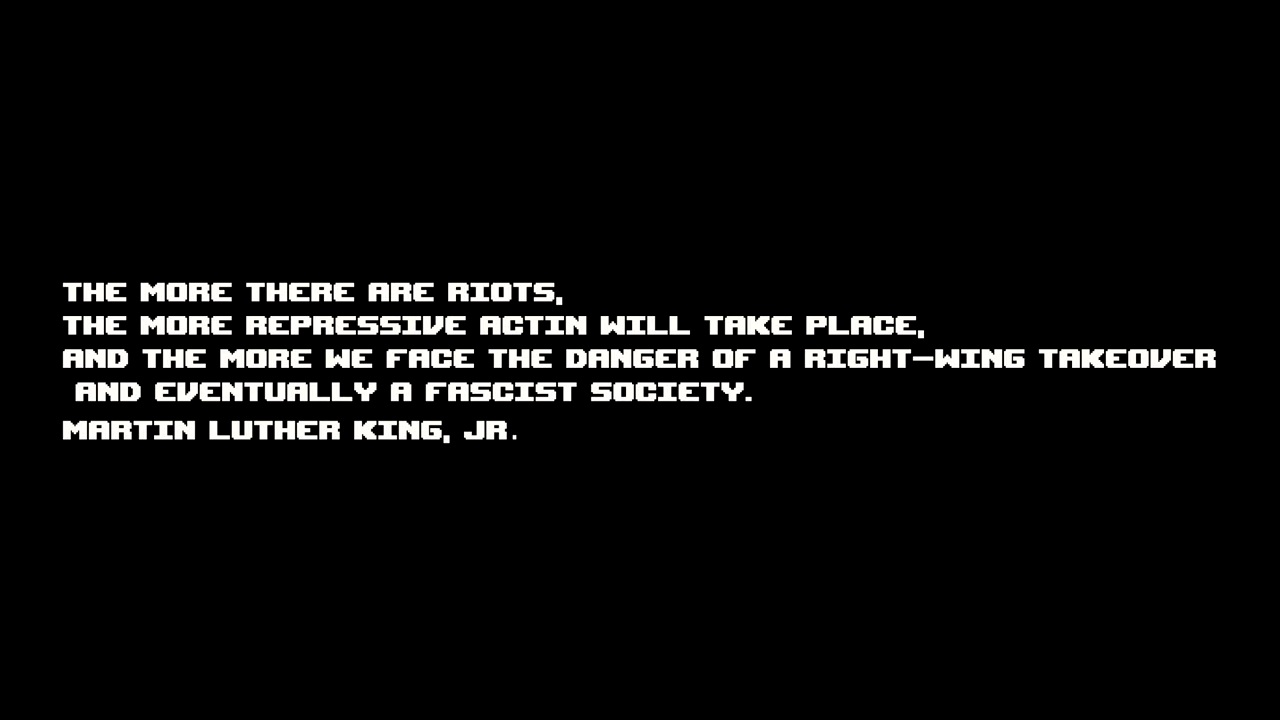 THE MORE THERE ARE RIOTS,
THE MORE REPRESSIVE ACTIN WILL TAKE PLACE,
AND THE MORE WE FACE THE DANGER OF A RIGHT-WING TAKEOVER
AND EVENTUALLY A FASCIST SOCIETY.
MARTIN LUTHER KING, JR.